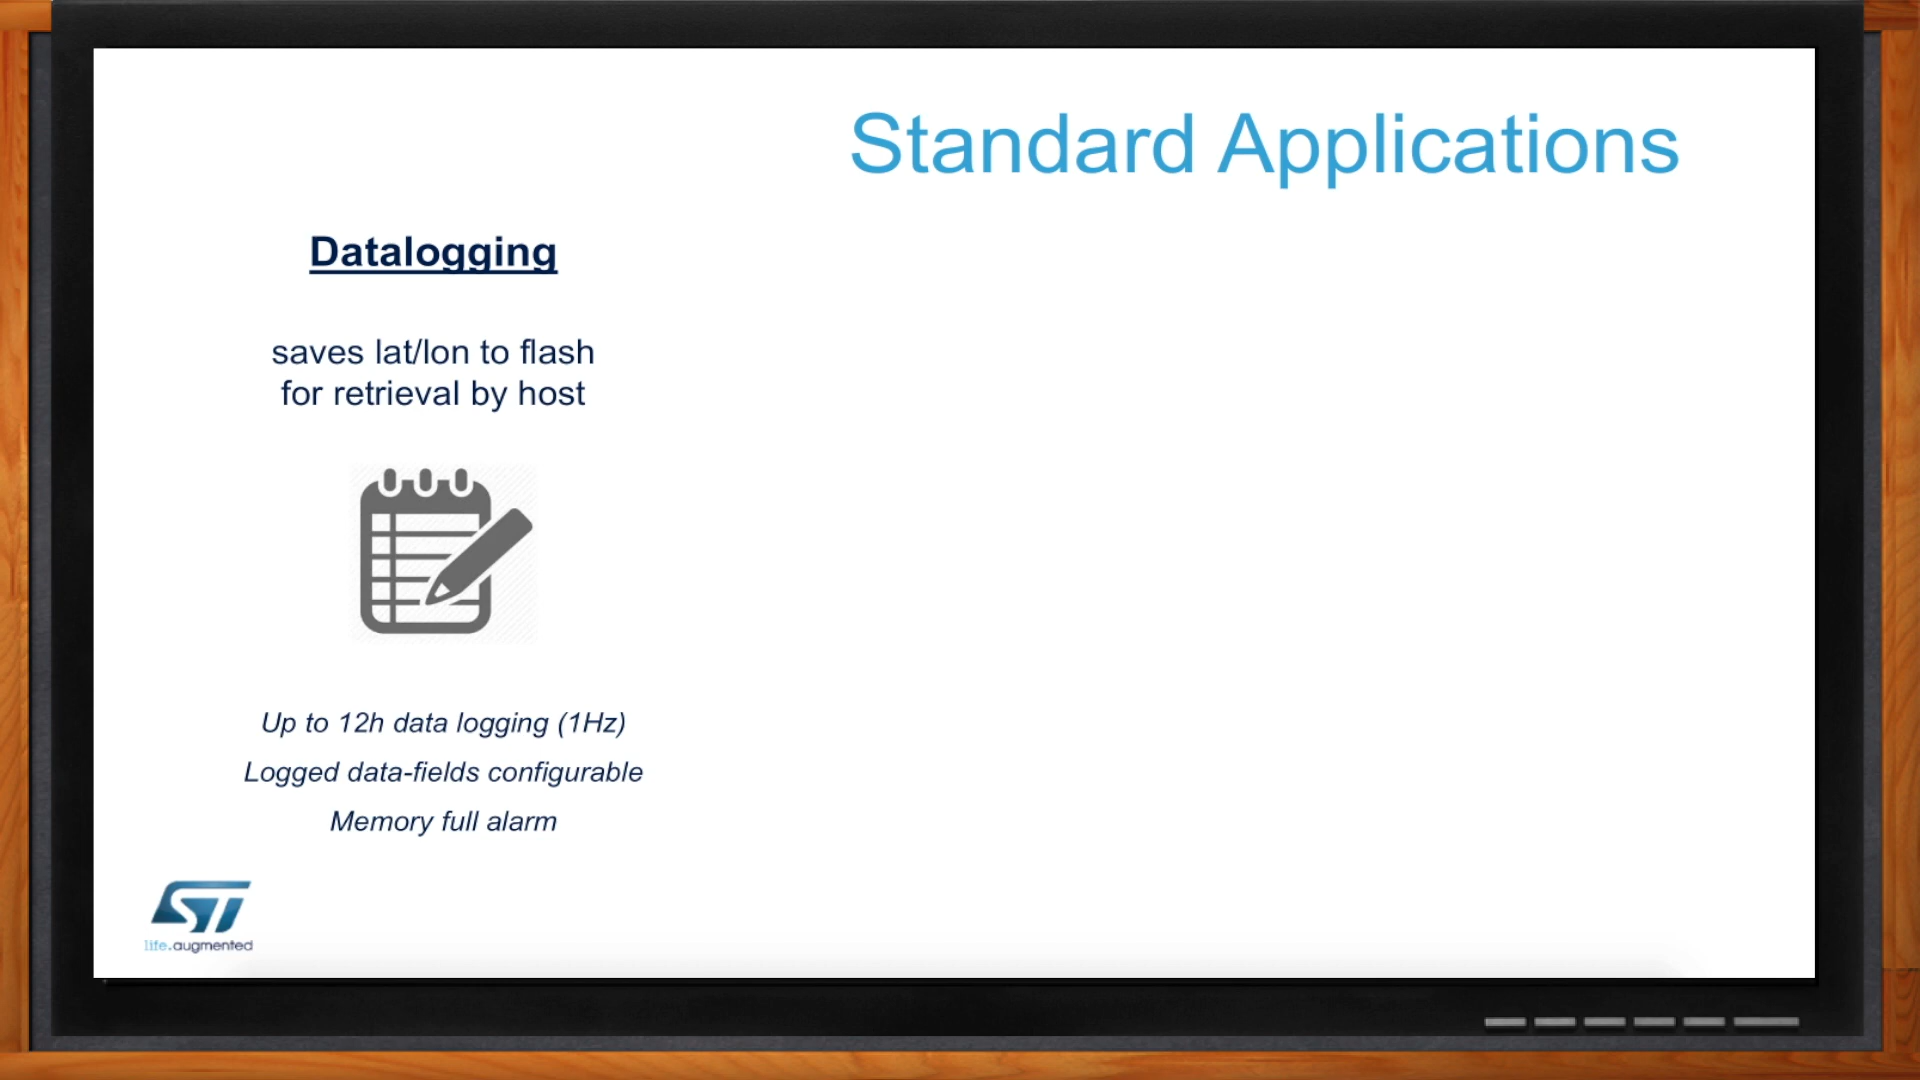 Standard Applications
Datalogging
saves lat/lon to flash
for retrieval by host
Up to 12h data logging (1Hz)
Logged data-fields configurable
Memory full alarm
ST
life.augmented